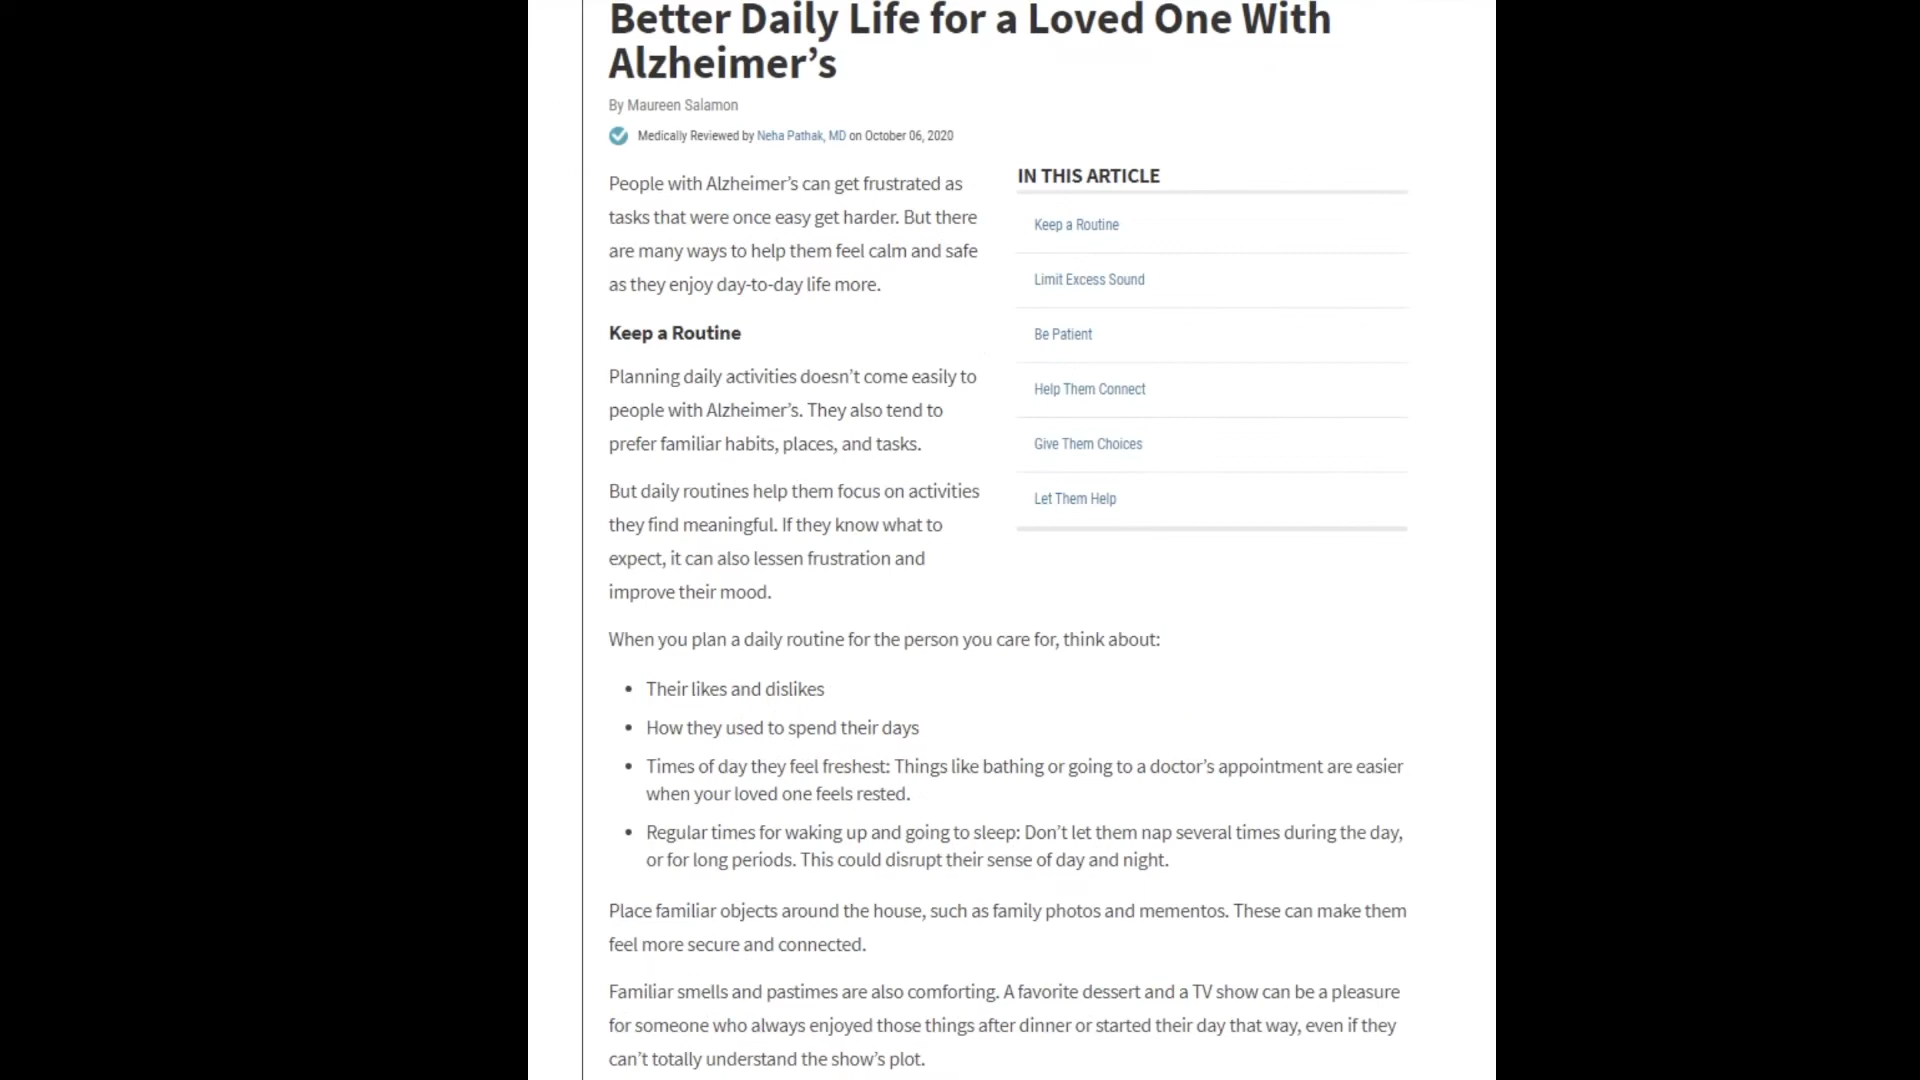 Better Daily Life for a Loved One With
Alzheimer’s
By Maureen Salamon
Medically Reviewed by Neha Pathak, MD on October 06, 2020
People with Alzheimer’s can get frustrated as
tasks that were once easy get harder. But there
are many ways to help them feel calm and safe
as they enjoy day-to-day life more.
Keep a Routine
Planning daily activities doesn’t come easily to
people with Alzheimer’s. They also tend to
prefer familiar habits, places, and tasks.
But daily routines help them focus on activities
they find meaningful. If they know what to
expect, it can also lessen frustration and
improve their mood.
IN THIS ARTICLE
Keep a Routine
Limit Excess Sound
Be Patient
Help Them Connect
Give Them Choices
Let Them Help
When you plan a daily routine for the person you care for, think about:
• Their likes and dislikes
• How they used to spend their days
• Times of day they feel freshest: Things like bathing or going to a doctor’s appointment are easier
when your loved one feels rested.
• Regular times for waking up and going to sleep: Don’t let them nap several times during the day,
or for long periods. This could disrupt their sense of day and night.
Place familiar objects around the house, such as family photos and mementos. These can make them
feel more secure and connected.
Familiar smells and pastimes are also comforting. A favorite dessert and a TV show can be a pleasure
for someone who always enjoyed those things after dinner or started their day that way, even if they
can’t totally understand the show’s plot.